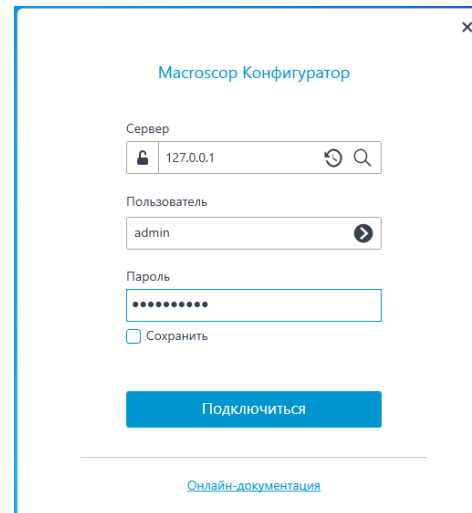 Macroscop Конфигуратор
Сервер
127.0.0.1
Пользователь
admin
Пароль
••••••••••
Сохранить
Подключиться
Онлайн-документация